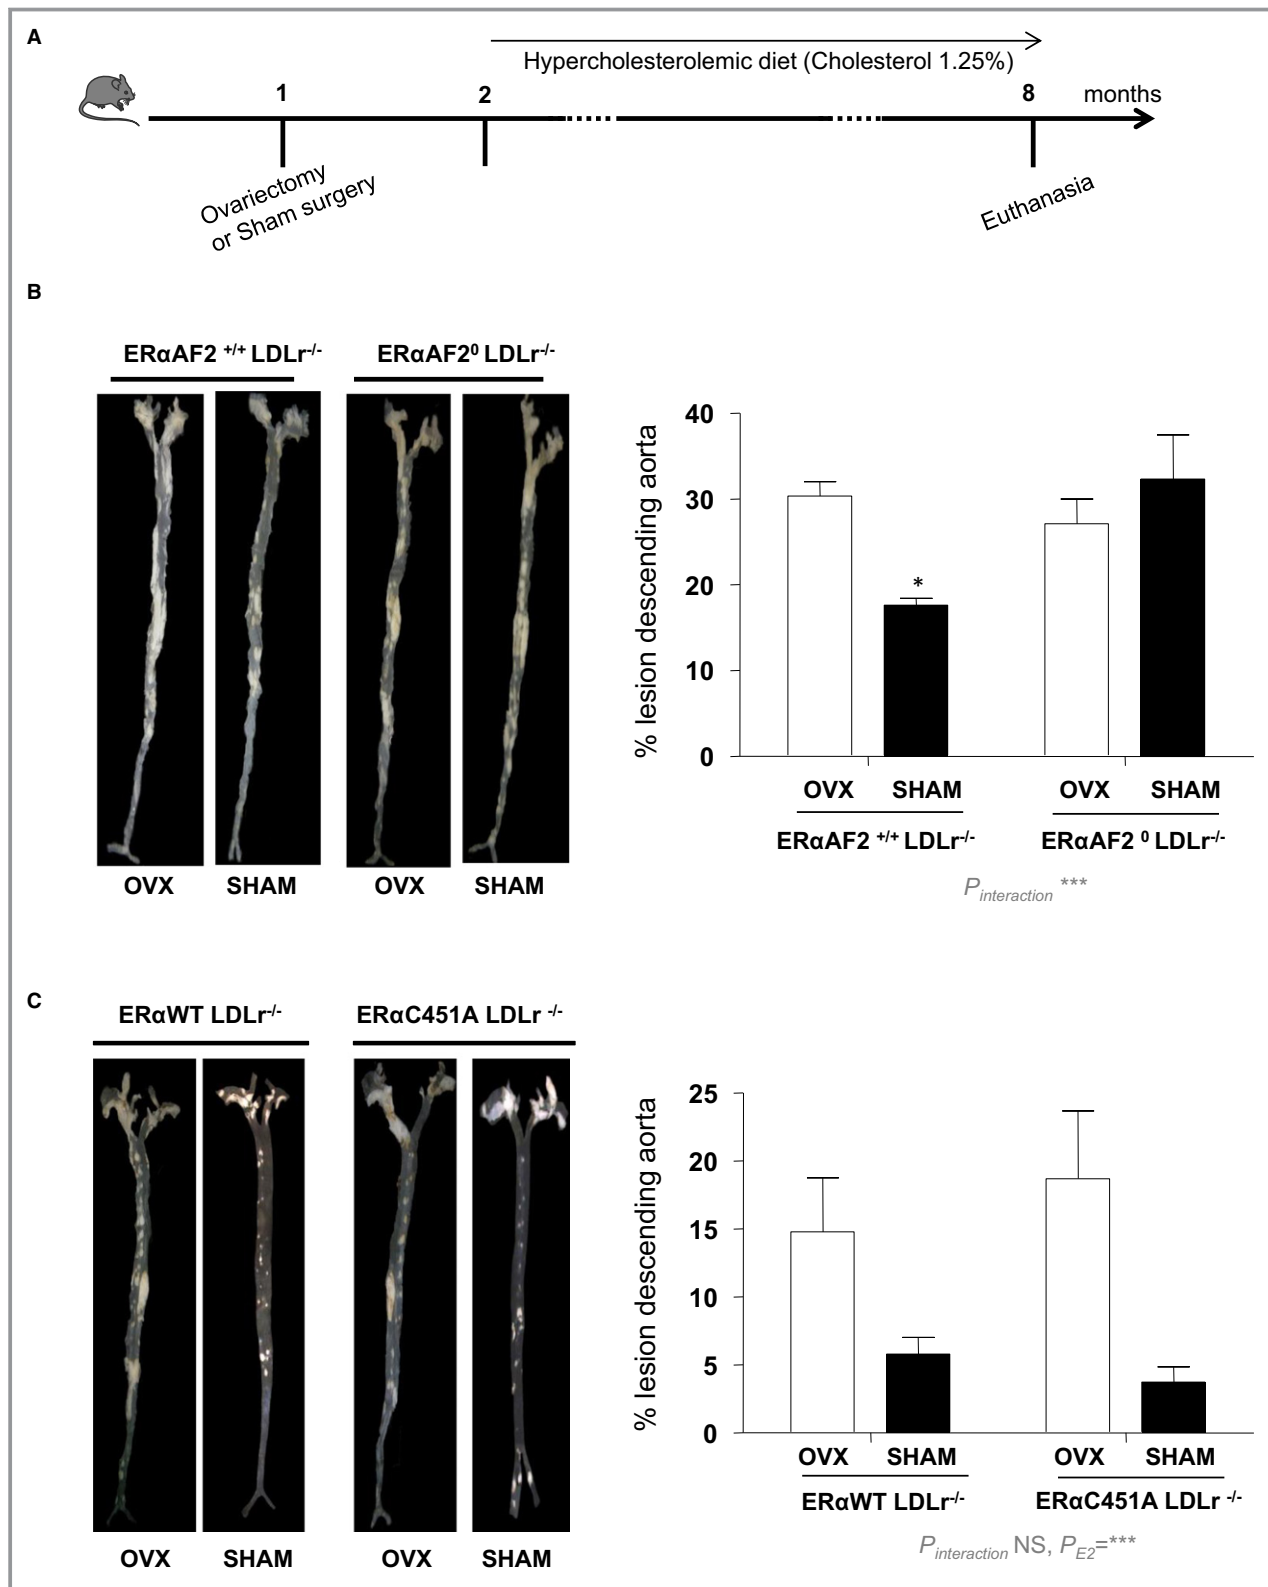 A
Hypercholesterolemic diet (Cholesterol 1.25%)
1
2
8
months
Ovariectomy
or Sham surgery
Euthanasia
B
ERαAF2 +/+ LDLr-/-
ERαAF2⁰ LDLr-/-
OVX
SHAM
OVX
SHAM
% lesion descending aorta
40
30
20
10
0
*
OVX
SHAM
OVX
SHAM
ERαAF2 +/+ LDLr-/-
ERαAF2 ⁰ LDLr-/-
Pinteraction ***
C
ERαWT LDLr-/-
ERαC451A LDLr -/-
OVX
SHAM
OVX
SHAM
% lesion descending aorta
25
20
15
10
5
0
OVX
SHAM
OVX
SHAM
ERαWT LDLr-/-
ERαC451A LDLr -/-
Pinteraction NS, PE2=***